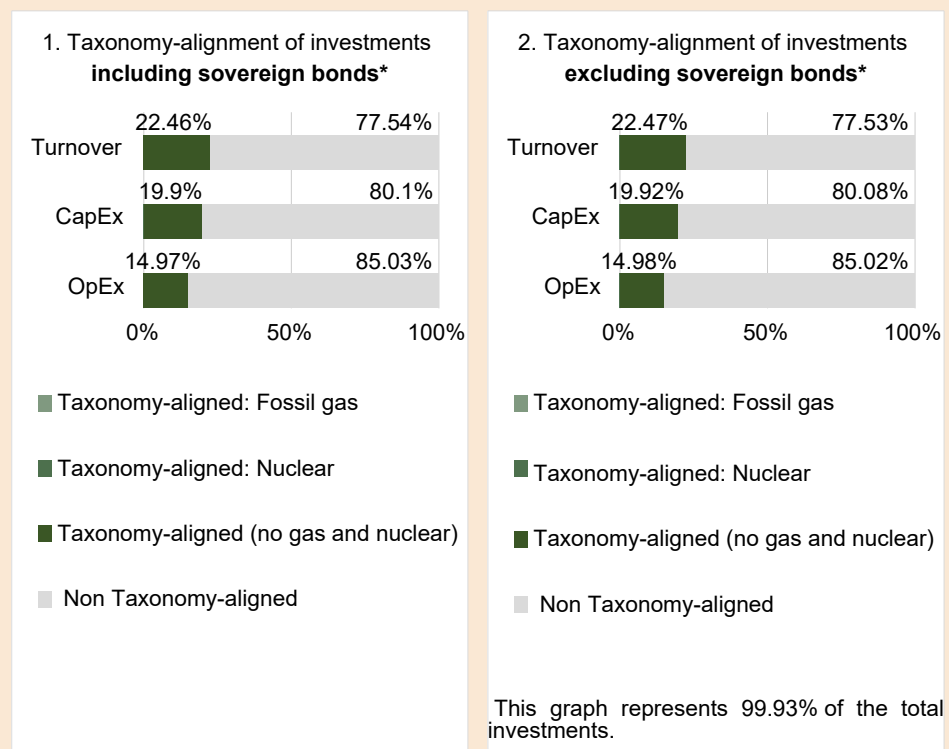 1. Taxonomy-alignment of investments
including sovereign bonds*
22.46% 77.54%
Turnover
19.9% 80.1%
CapEx
14.97% 85.03%
OpEx
0% 50% 100%
Taxonomy-aligned: Fossil gas
Taxonomy-aligned: Nuclear
Taxonomy-aligned (no gas and nuclear)
Non Taxonomy-aligned
2. Taxonomy-alignment of investments
excluding sovereign bonds*
22.47% 77.53%
Turnover
19.92% 80.08%
CapEx
14.98% 85.02%
OpEx
0% 50% 100%
Taxonomy-aligned: Fossil gas
Taxonomy-aligned: Nuclear
Taxonomy-aligned (no gas and nuclear)
Non Taxonomy-aligned
This graph represents 99.93% of the total
investments.